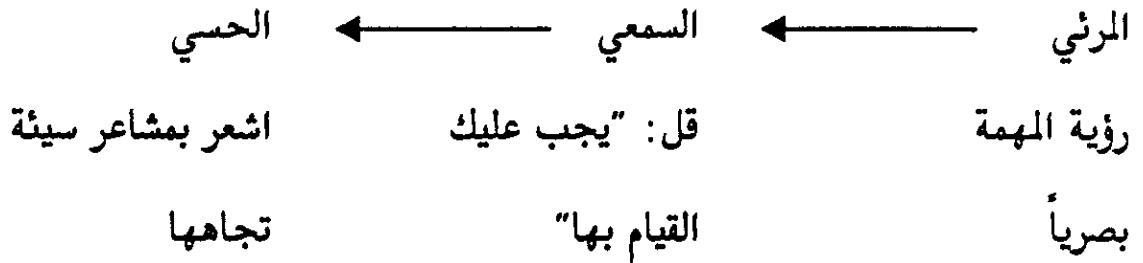 المرئي السمعي الحسي
رؤية المهمة قل: "يجب عليك اشعر بمشاعر سيئة
بصرياً القيام بها" تجاهها